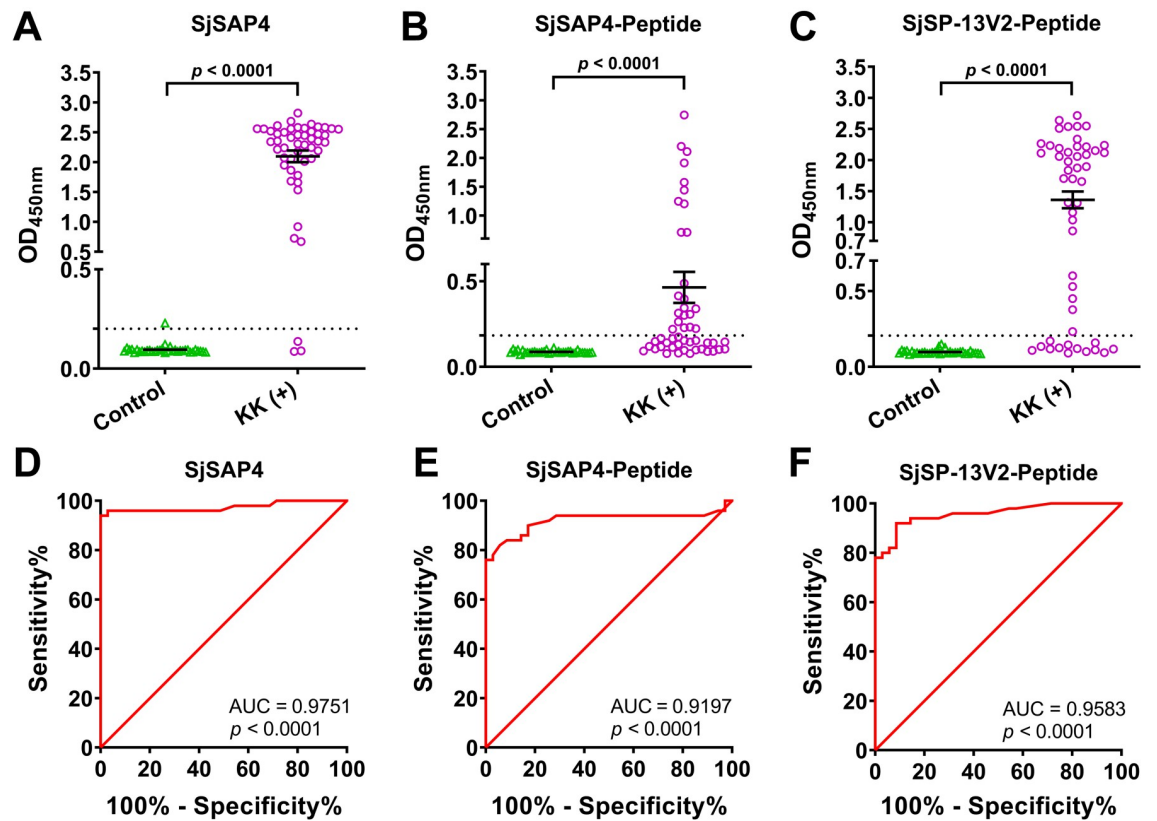 A
SjSAP4
p < 0.0001
OD450nm
3.5
3.0
2.5
2.0
1.5
1.0
0.5
0.5
0.0
Control
KK (+)
B
SjSAP4-Peptide
p < 0.0001
OD450nm
3.5
3.0
2.5
2.0
1.5
1.0
0.5
0.0
Control
KK (+)
C
SjSP-13V2-Peptide
p < 0.0001
OD450nm
3.5
3.0
2.5
2.0
1.5
1.0
0.7
0.7
0.5
0.0
Control
KK (+)
D
SjSAP4
Sensitivity%
100
80
60
40
20
0
AUC = 0.9751
p < 0.0001
0 20 40 60 80 100
100% - Specificity%
E
SjSAP4-Peptide
Sensitivity%
100
80
60
40
20
0
AUC = 0.9197
p < 0.0001
0 20 40 60 80 100
100% - Specificity%
F
SjSP-13V2-Peptide
Sensitivity%
100
80
60
40
20
0
AUC = 0.9583
p < 0.0001
0 20 40 60 80 100
100% - Specificity%